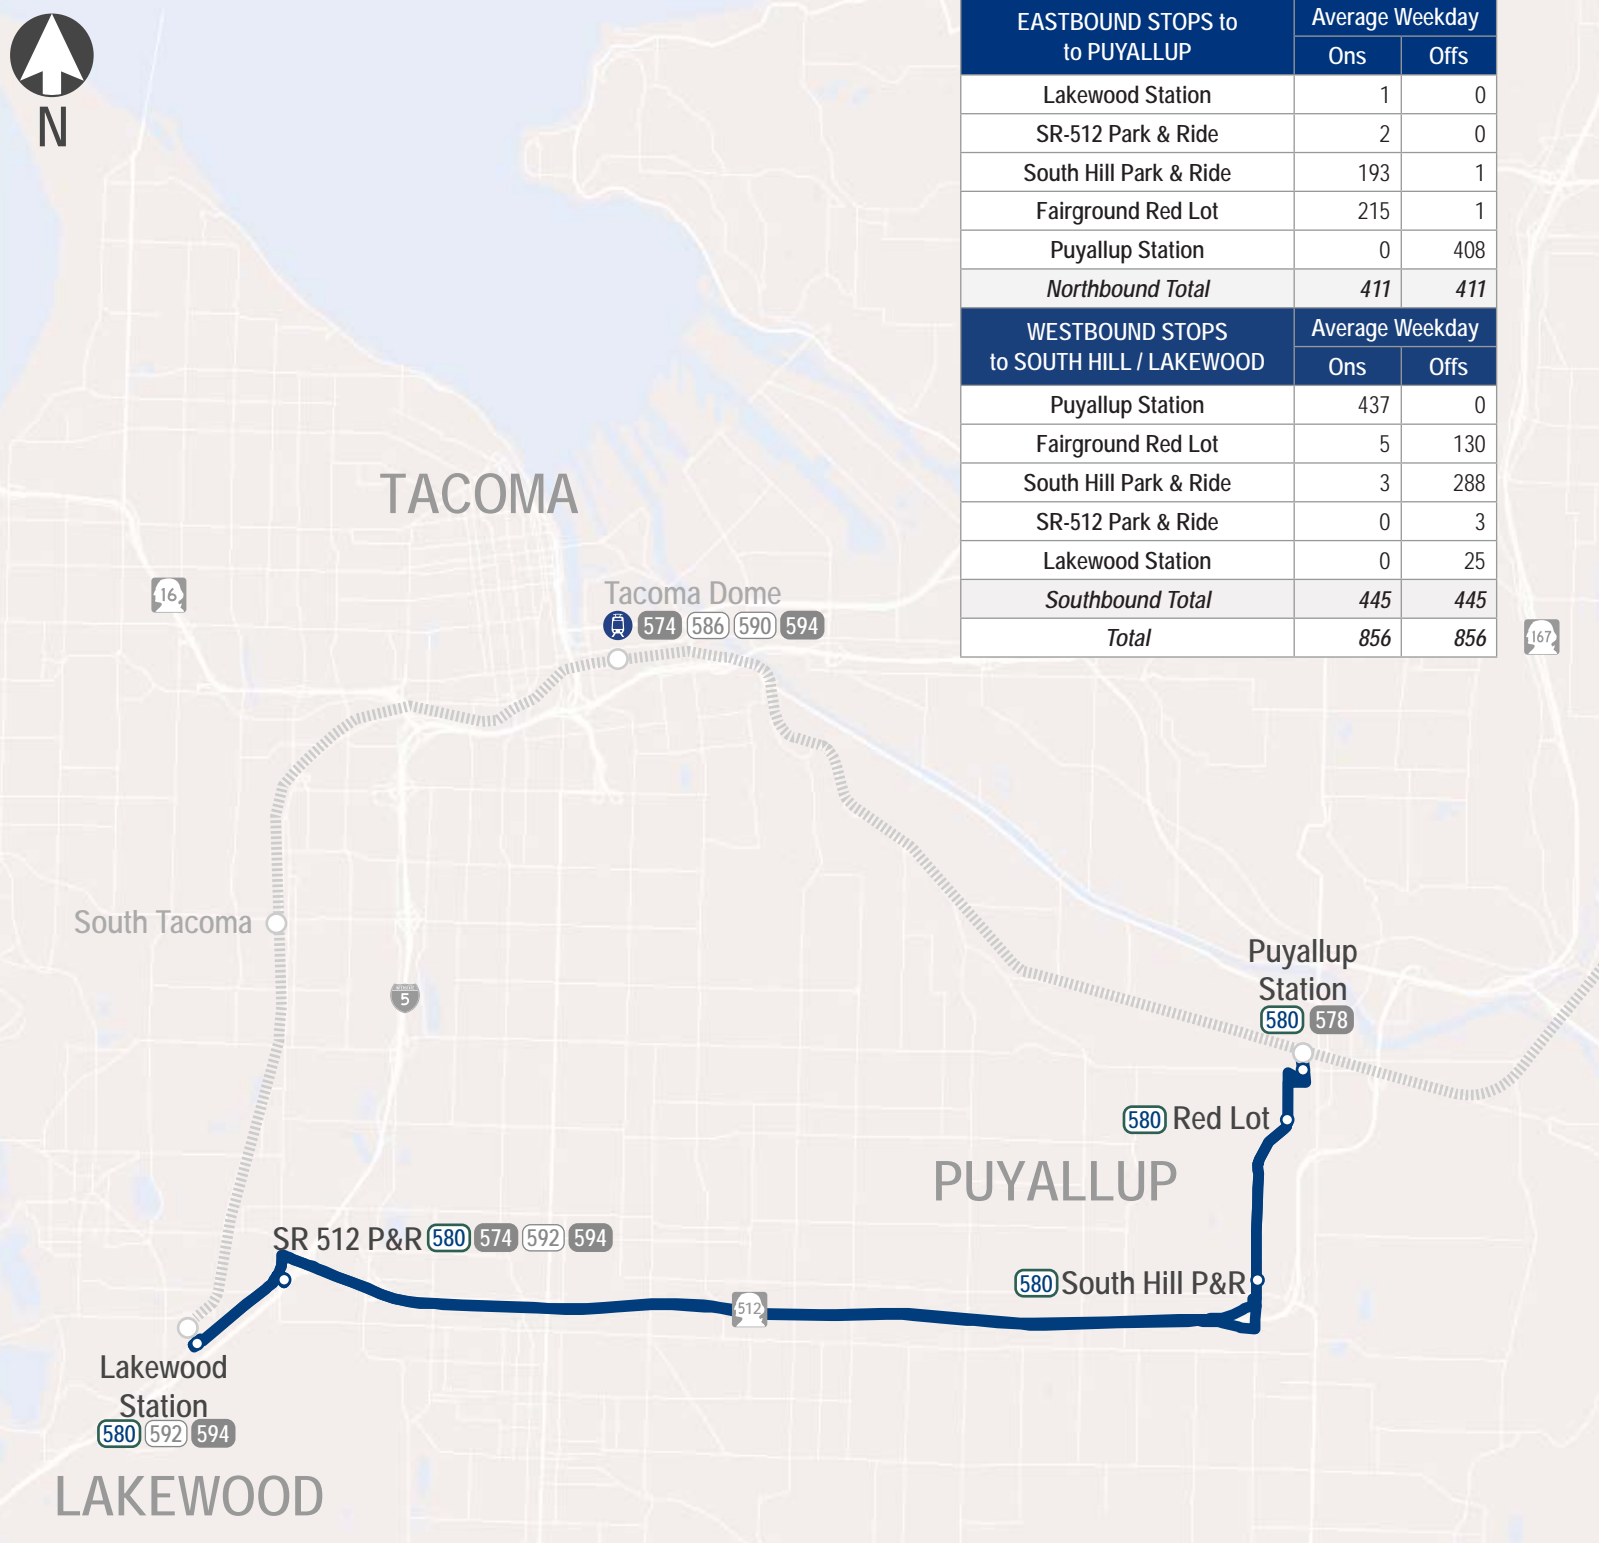 N
EASTBOUND STOPS to
to PUYALLUP
Average Weekday
Ons Offs
Lakewood Station 1 0
SR-512 Park & Ride 2 0
South Hill Park & Ride 193 1
Fairground Red Lot 215 1
Puyallup Station 0 408
Northbound Total 411 411
WESTBOUND STOPS
to SOUTH HILL / LAKEWOOD
Average Weekday
Ons Offs
Puyallup Station 437 0
Fairground Red Lot 5 130
South Hill Park & Ride 3 288
SR-512 Park & Ride 0 3
Lakewood Station 0 25
Southbound Total 445 445
Total 856 856
TACOMA
16
Tacoma Dome
574 586 590 594
167
South Tacoma
5
Puyallup
Station
580 578
580 Red Lot
PUYALLUP
SR 512 P&R 580 574 592 594
580 South Hill P&R
512
Lakewood
Station
580 592 594
LAKEWOOD